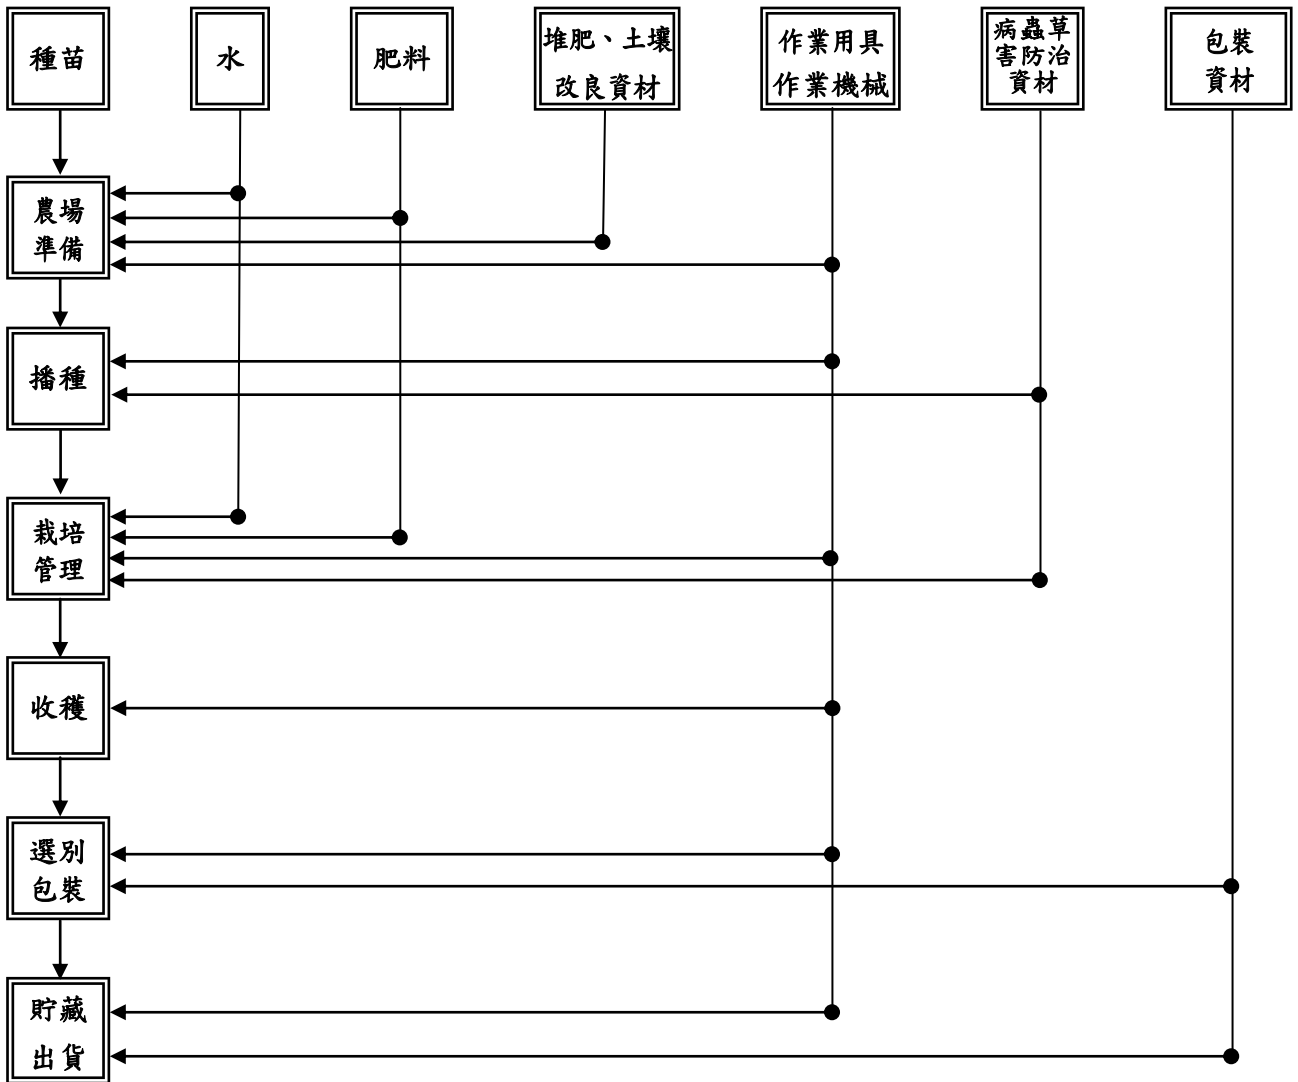 種苗
水
肥料
堆肥、土壤
改良資材
作業用具
作業機械
病蟲草
害防治
資材
包裝
資材
農場
準備
播種
栽培
管理
收穫
選別
包裝
貯藏
出貨